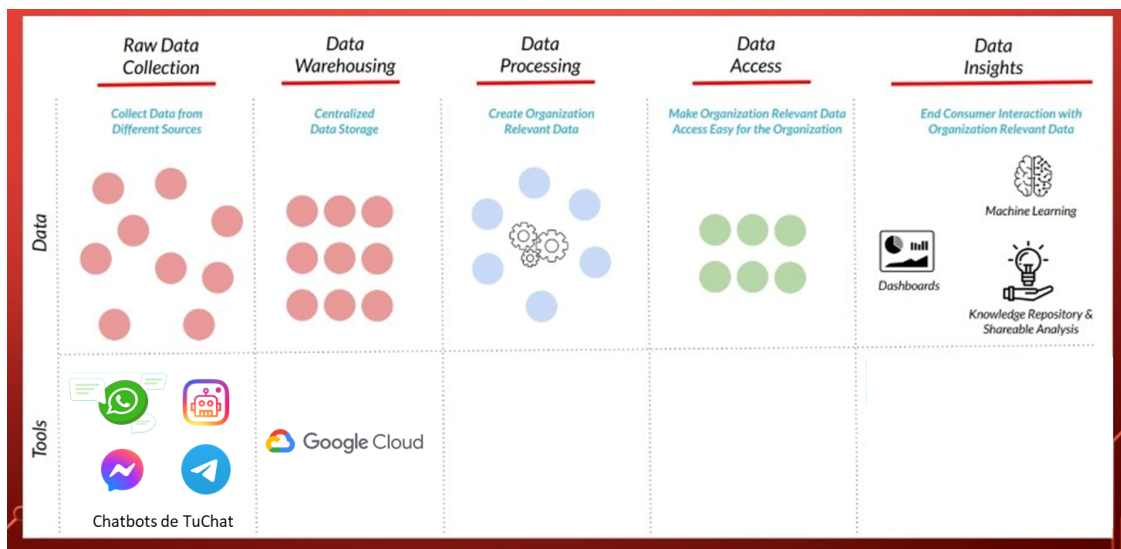 Raw Data
Collection
Data
Warehousing
Data
Processing
Data
Access
Data
Insights
Collect Data from
Different Sources
Centralized
Data Storage
Create Organization
Relevant Data
Make Organization Relevant Data
Access Easy for the Organization
End Consumer Interaction with
Organization Relevant Data
Data
Machine Learning
Dashboards
Knowledge Repository &
Shareable Analysis
Tools
Google Cloud
Chatbots de TuChat